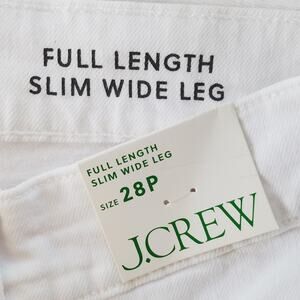 FULL LENGTH
SLIM WIDE LEG
FULL LENGTH
SLIM WIDE LEG
SIZE 28P
J.CREW